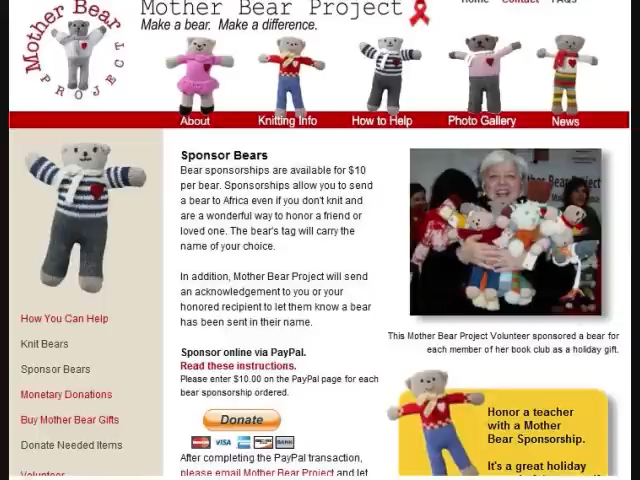 Mother Bear
PROJECT
Mother Bear Project
Make a bear. Make a difference.
Home Contact FAQs
About Knitting Info How to Help Photo Gallery News
How You Can Help
Knit Bears
Sponsor Bears
Monetary Donations
Buy Mother Bear Gifts
Donate Needed Items
Volunteer
Sponsor Bears
Bear sponsorships are available for $10
per bear. Sponsorships allow you to send
a bear to Africa even if you don't knit and
are a wonderful way to honor a friend or
loved one. The bear's tag will carry the
name of your choice.
In addition, Mother Bear Project will send
an acknowledgement to you or your
honored recipient to let them know a bear
has been sent in their name.
Sponsor online via PayPal.
Read these instructions.
Please enter $10.00 on the PayPal page for each
bear sponsorship ordered.
Donate
VISA
BANK
After completing the PayPal transaction,
please email Mother Bear Project and let
Bear Project
This Mother Bear Project Volunteer sponsored a bear for
each member of her book club as a holiday gift.
Honor a teacher
with a Mother
Bear Sponsorship.
It's a great holiday